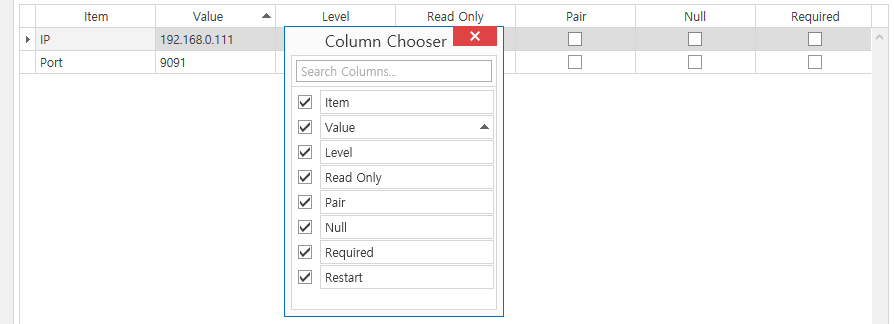 Item Value Level Read Only Pair Null Required
IP 192.168.0.111
Port 9091
Column Chooser
Search Columns...
Item
Value
Level
Read Only
Pair
Null
Required
Restart